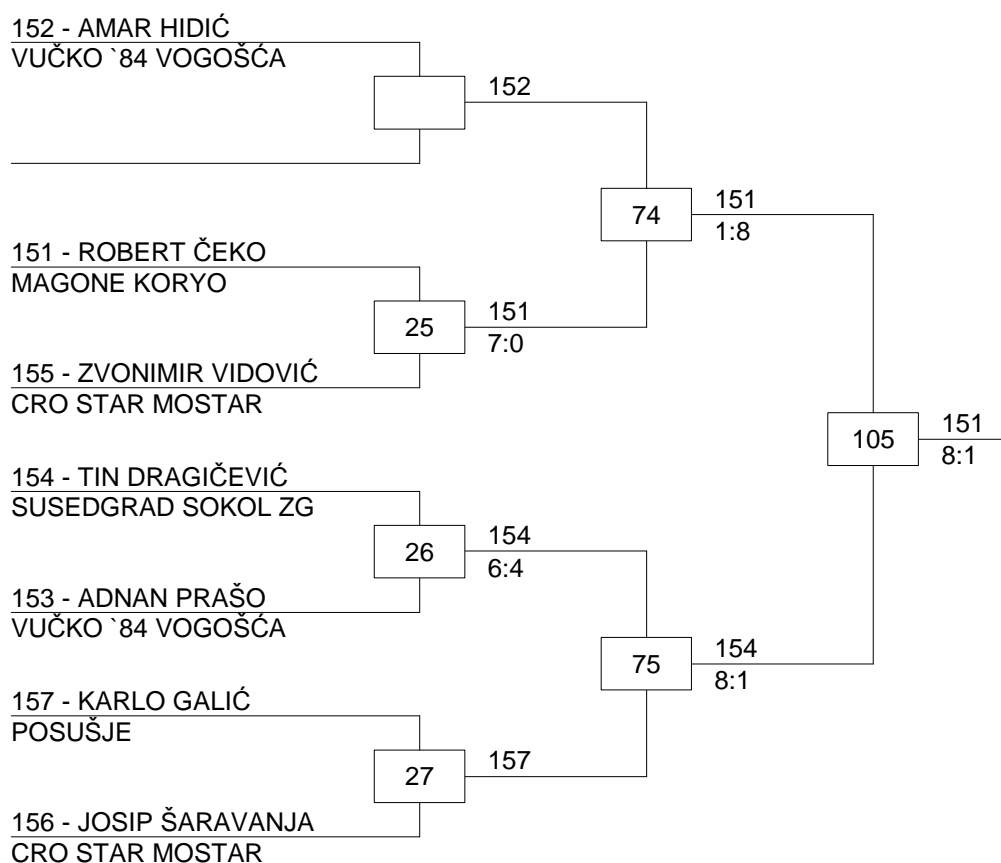 152 - AMAR HIDIĆ
VUČKO `84 VOGOŠĆA
152
74
151
1:8
151 - ROBERT ČEKO
MAGONE KORYO
25
151
7:0
155 - ZVONIMIR VIDOVIĆ
CRO STAR MOSTAR
105
151
8:1
154 - TIN DRAGIČEVIĆ
SUSEDGRAD SOKOL ZG
26
154
6:4
153 - ADNAN PRAŠO
VUČKO `84 VOGOŠĆA
75
154
8:1
157 - KARLO GALIĆ
POSUŠJE
27
157
156 - JOSIP ŠARAVANJA
CRO STAR MOSTAR